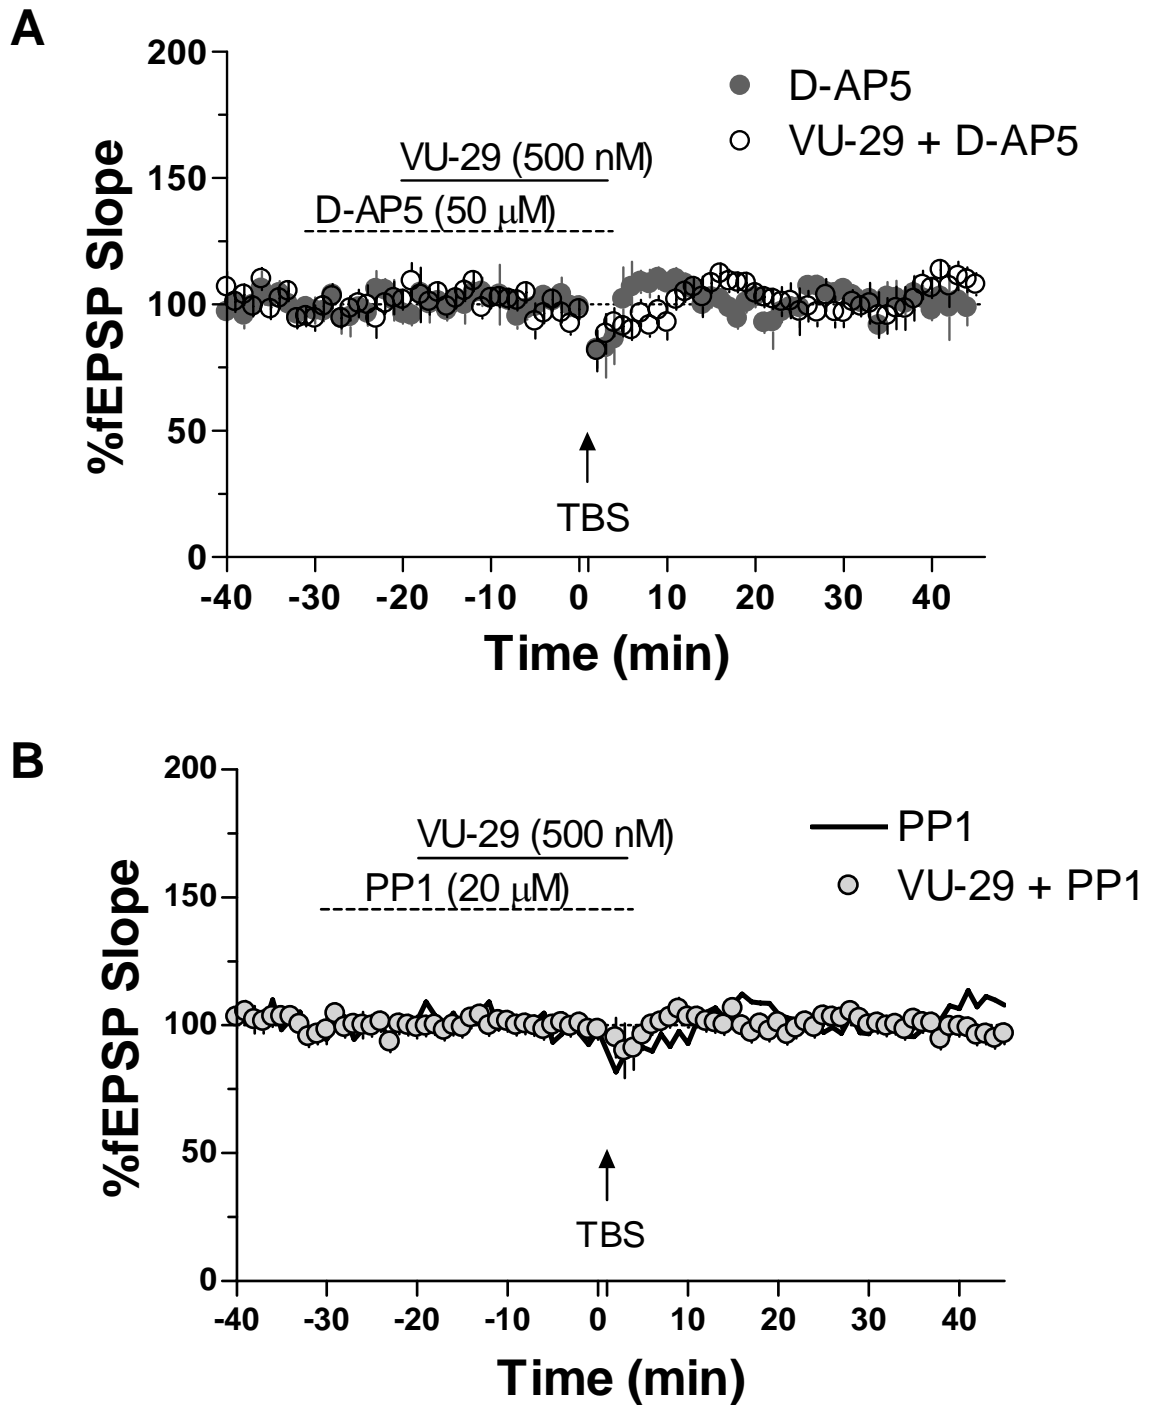 A
200
150
100
50
0
%fEPSP Slope
D-AP5
VU-29 + D-AP5
VU-29 (500 nM)
D-AP5 (50 μM)
TBS
-40 -30 -20 -10 0 10 20 30 40
Time (min)
B
200
150
100
50
0
%fEPSP Slope
PP1
VU-29 + PP1
VU-29 (500 nM)
PP1 (20 μM)
TBS
-40 -30 -20 -10 0 10 20 30 40
Time (min)